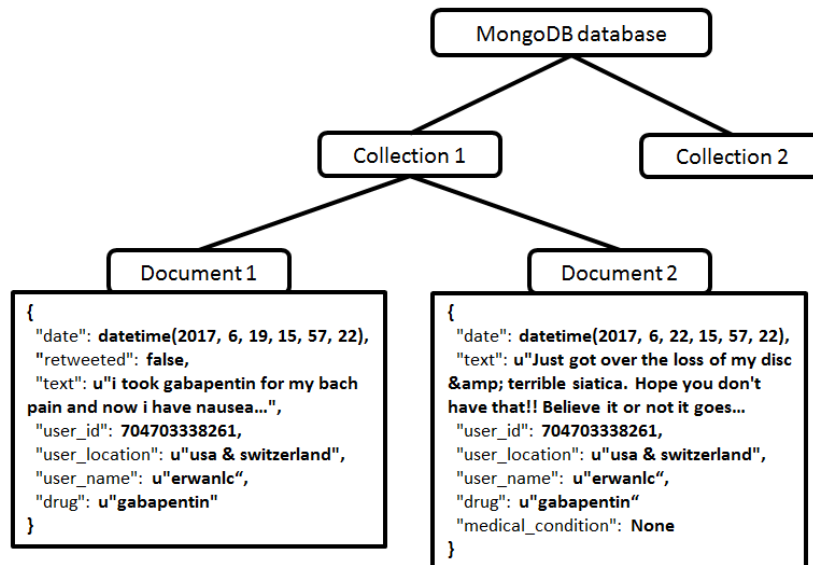 MongoDB database
Collection 1
Collection 2
Document 1
{
"date": datetime(2017, 6, 19, 15, 57, 22),
"retweeted": false,
"text": u"i took gabapentin for my bach
pain and now i have nausea...",
"user_id": 704703338261,
"user_location": u"usa & switzerland",
"user_name": u"erwanlc“,
"drug": u"gabapentin"
}
Document 2
{
"date": datetime(2017, 6, 22, 15, 57, 22),
"text": u"Just got over the loss of my disc
&amp; terrible siatica. Hope you don't
have that!! Believe it or not it goes...
"user_id": 704703338261,
"user_location": u"usa & switzerland",
"user_name": u"erwanlc“,
"drug": u"gabapentin“
"medical_condition": None
}